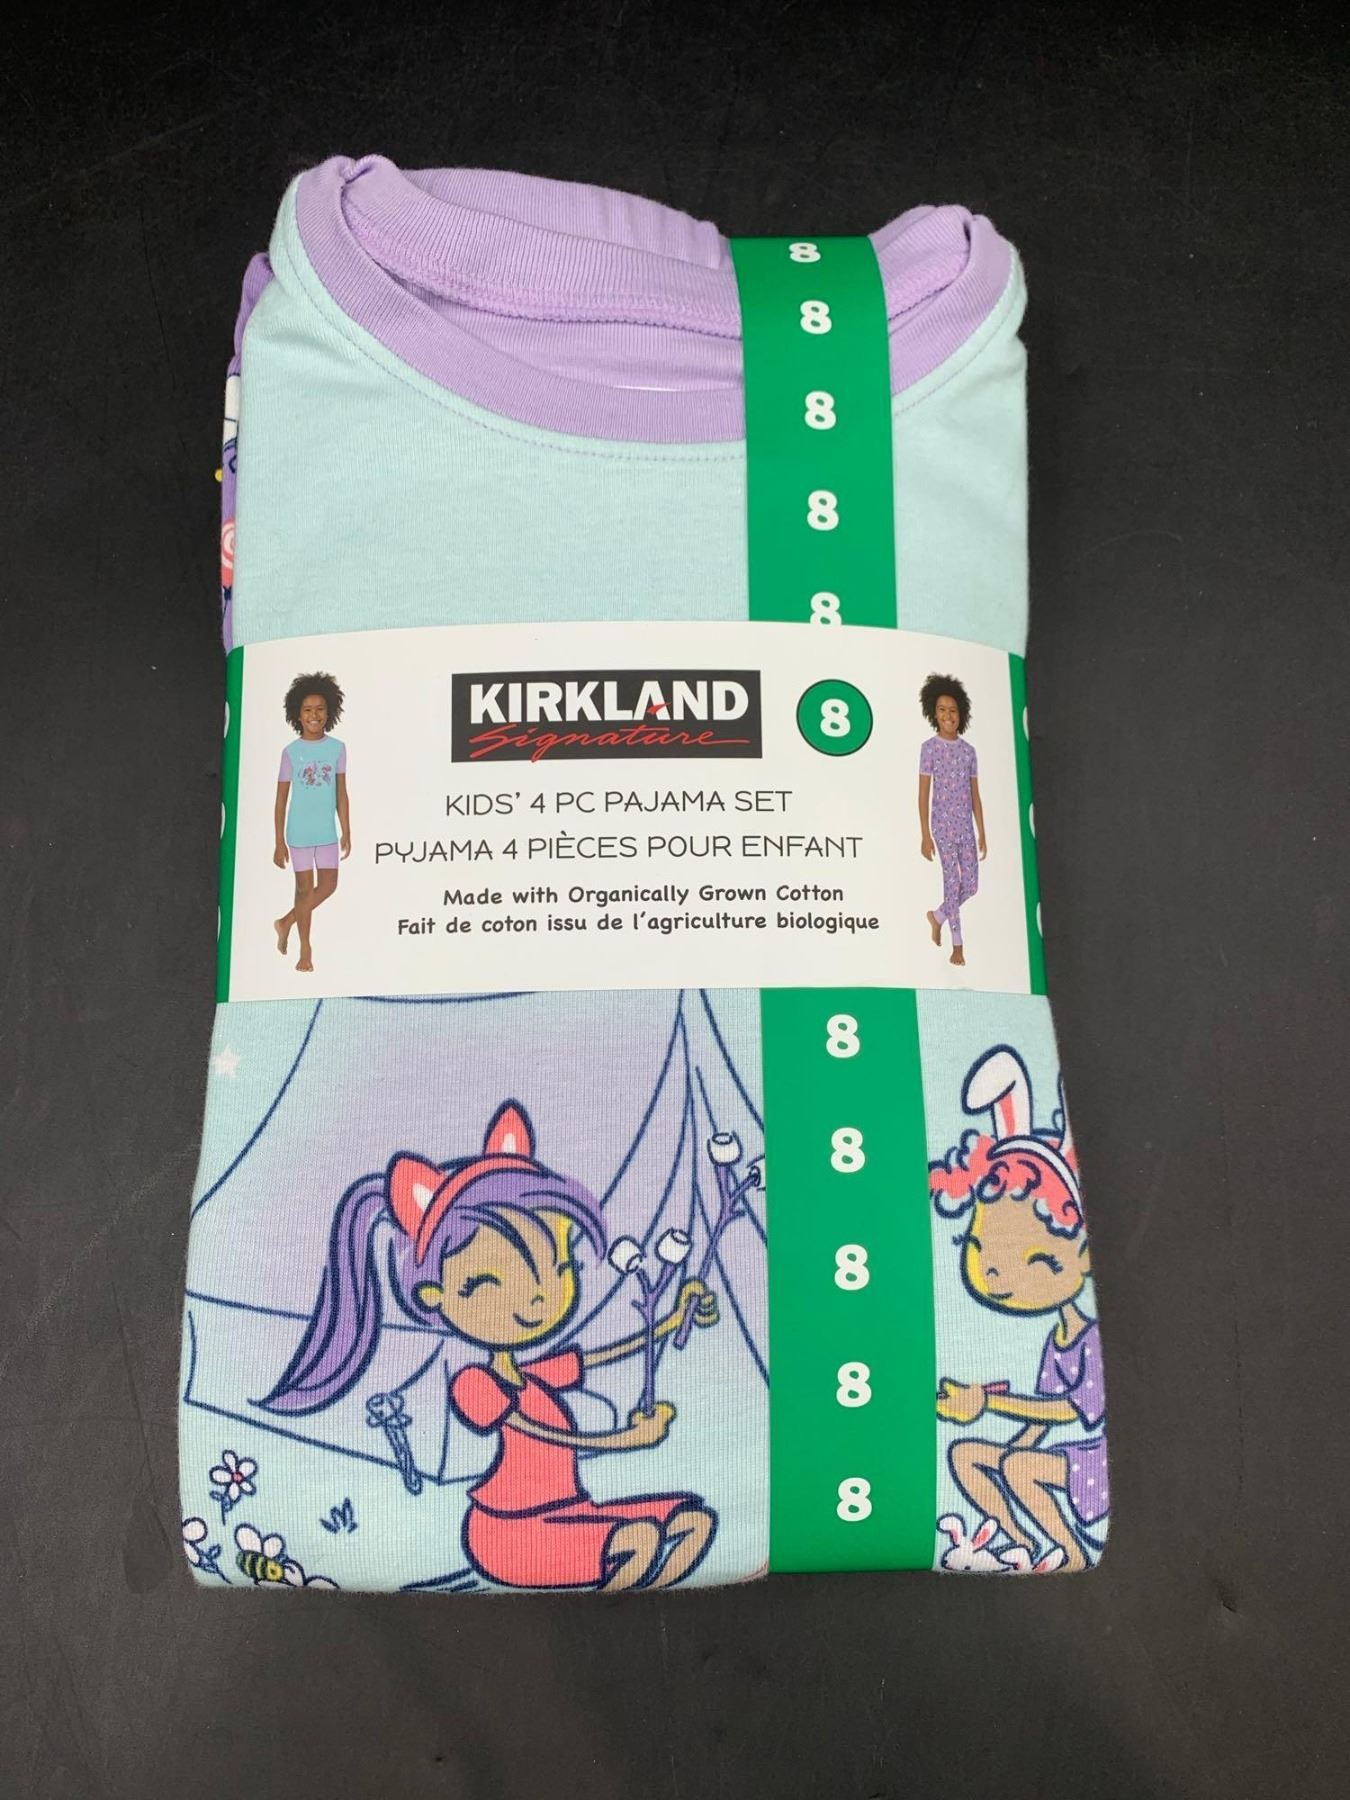 8
8
8
8
8
KIRKLAND
Signature
8
KIDS' 4 PC PAJAMA SET
PYJAMA 4 PIÈCES POUR ENFANT
Made with Organically Grown Cotton
Fait de coton issu de l'agriculture biologique
8
8
8
8
8